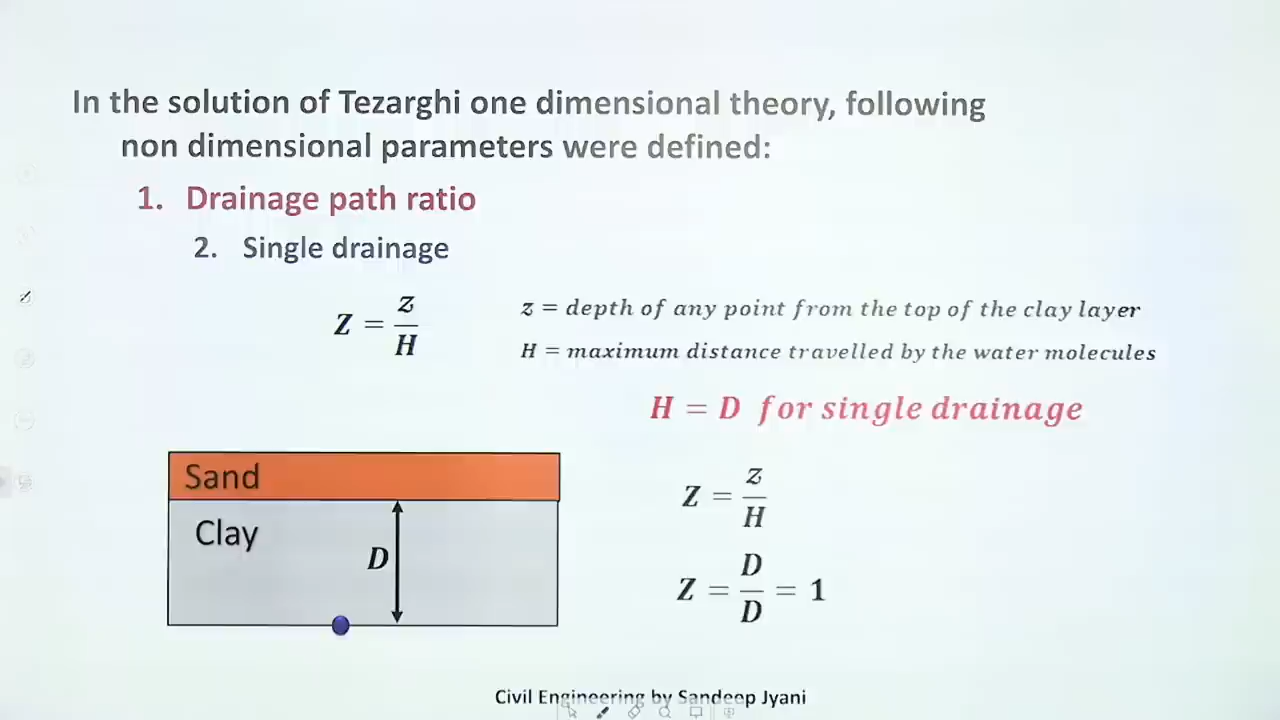 In the solution of Tezarghi one dimensional theory, following
non dimensional parameters were defined:
1. Drainage path ratio
2. Single drainage
Z = z/H
z = depth of any point from the top of the clay layer
H = maximum distance travelled by the water molecules
H = D for single drainage
Sand
Clay
D
Z = z/H
Z = D/D = 1
Civil Engineering by Sandeep Jyani